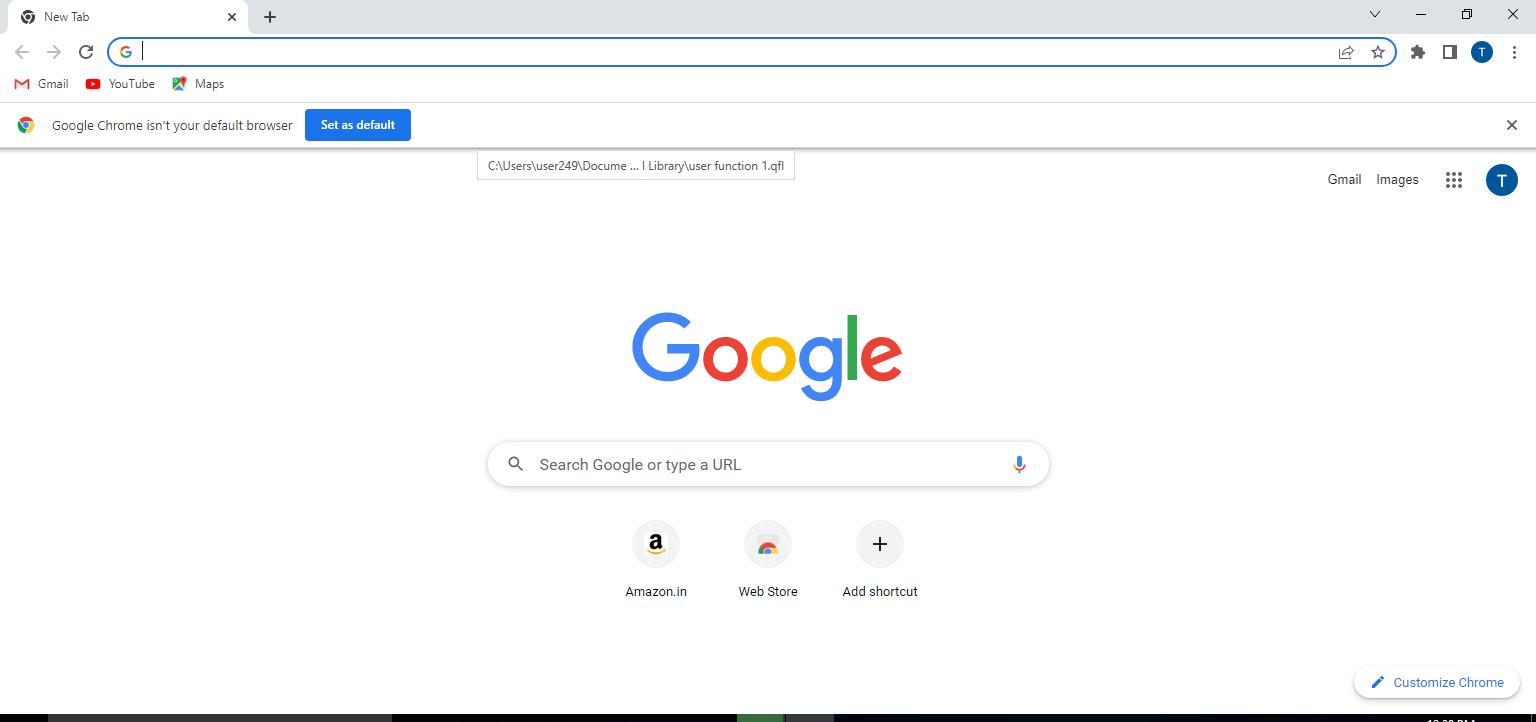 New Tab
Gmail YouTube Maps
Google Chrome isn't your default browser Set as default
C:\Users\user249\Docume ... l Library\user function 1.qfl
Gmail Images
T
T
Google
Search Google or type a URL
a
Amazon.in Web Store Add shortcut
Customize Chrome